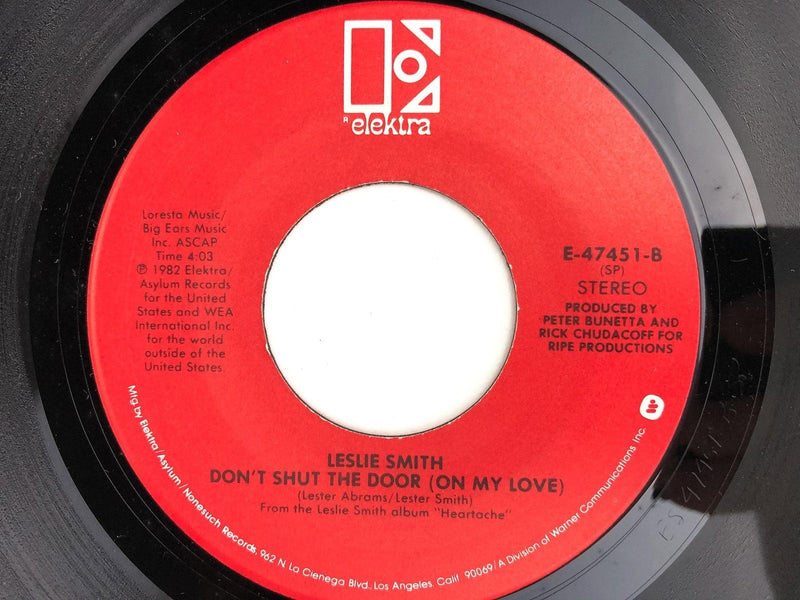 R elektra
Loresta Music/
Big Ears Music
Inc. ASCAP
Time 4:03
℗ 1982 Elektra/
Asylum Records
for the United
States and WEA
International Inc.
for the world
outside of the
United States.
E-47451-B
(SP)
STEREO
PRODUCED BY
PETER BUNETTA AND
RICK CHUDACOFF FOR
RIPE PRODUCTIONS
LESLIE SMITH
DON'T SHUT THE DOOR (ON MY LOVE)
(Lester Abrams/Lester Smith)
From the Leslie Smith album "Heartache"
Mfg by Elektra/Asylum/Nonesuch Records, 962 N La Cienega Blvd., Los Angeles, Calif. 90069/A Division of Warner Communications Inc.